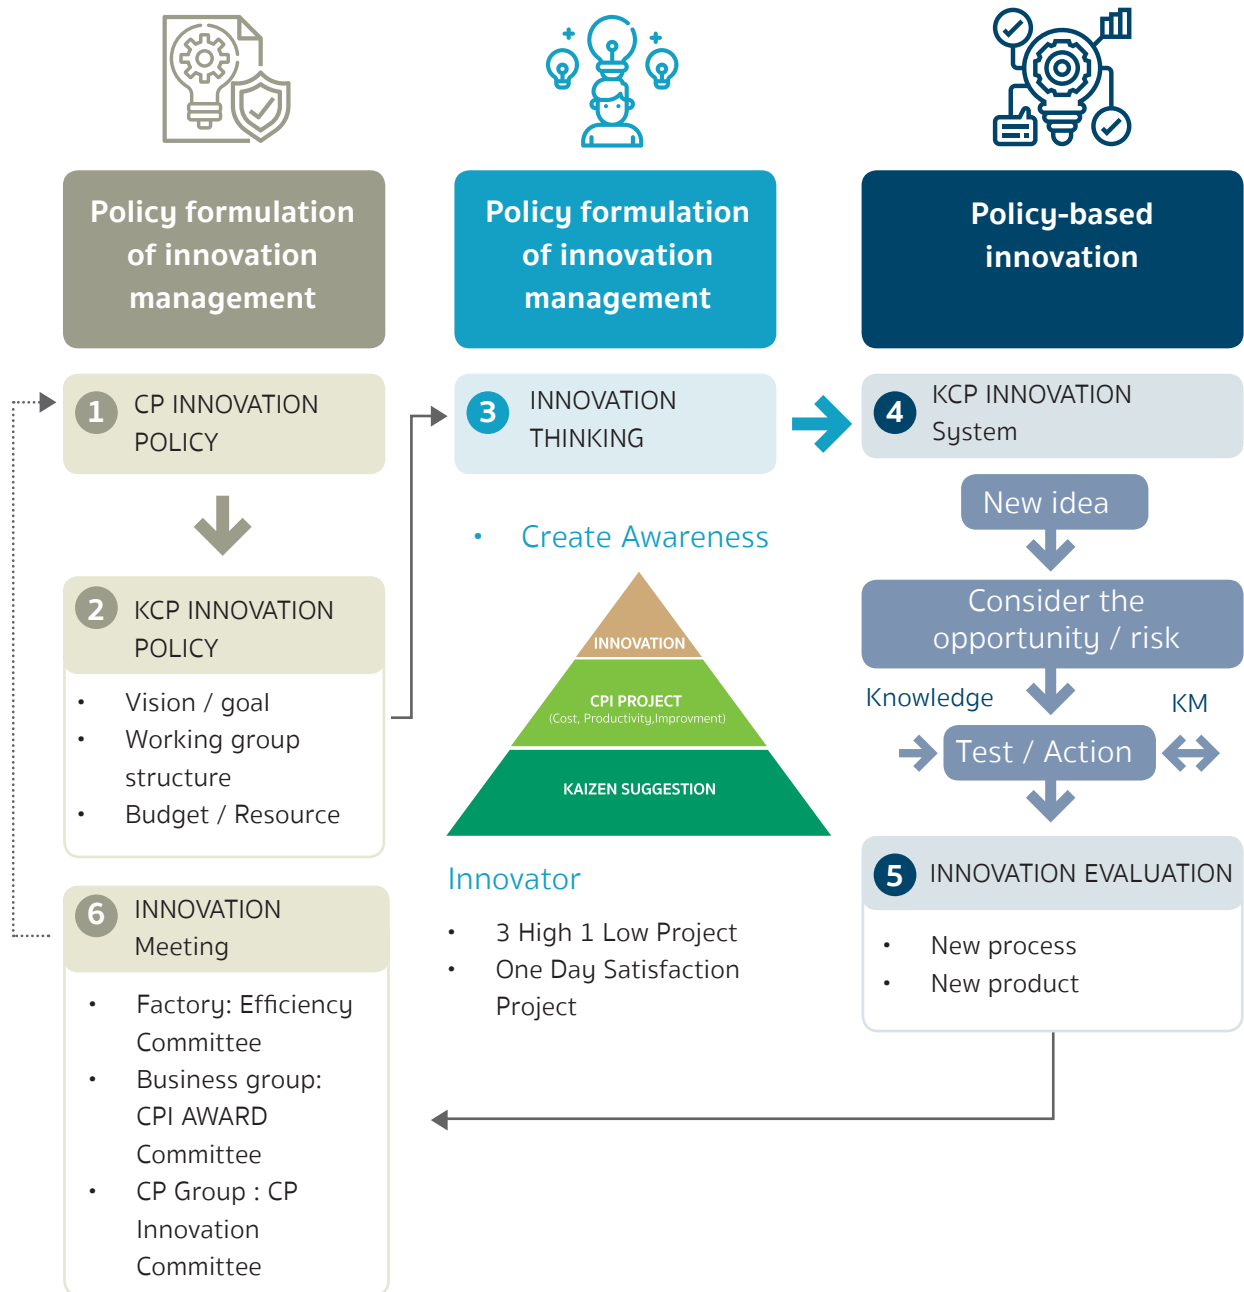 Policy formulation
of innovation
management
1
CP INNOVATION
POLICY
2
KCP INNOVATION
POLICY
• Vision / goal
• Working group
structure
• Budget / Resource
6
INNOVATION
Meeting
• Factory: Efficiency
Committee
• Business group:
CPI AWARD
Committee
• CP Group : CP
Innovation
Committee
Policy formulation
of innovation
management
3
INNOVATION
THINKING
• Create Awareness
INNOVATION
CPI PROJECT
(Cost, Productivity,Improvment)
KAIZEN SUGGESTION
Innovator
• 3 High 1 Low Project
• One Day Satisfaction
Project
Policy-based
innovation
4
KCP INNOVATION
System
New idea
Consider the
opportunity / risk
Knowledge
KM
Test / Action
5
INNOVATION EVALUATION
• New process
• New product